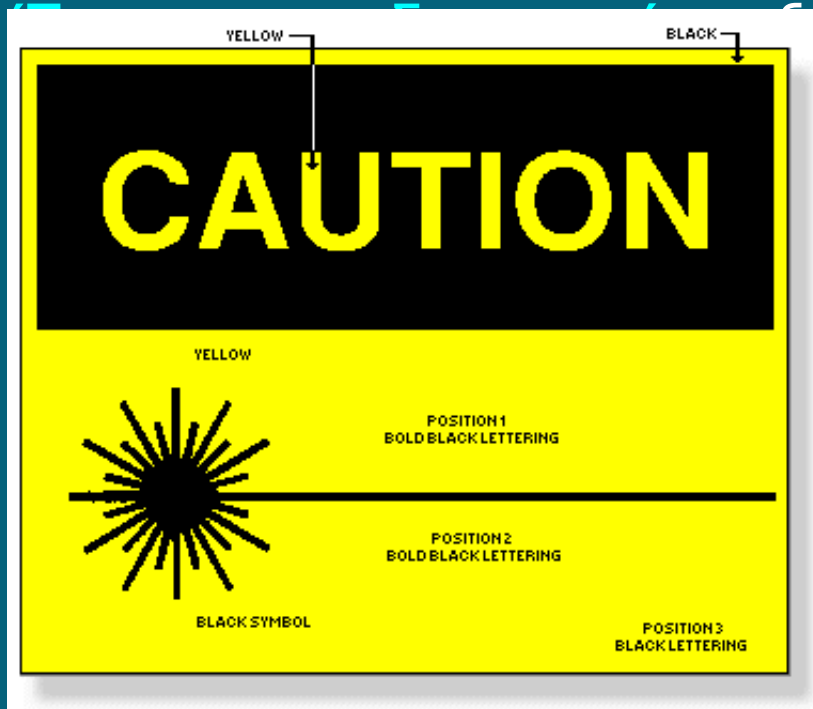 YELLOW
BLACK
CAUTION
YELLOW
POSITION 1
BOLD BLACK LETTERING
POSITION 2
BOLD BLACK LETTERING
BLACK SYMBOL
POSITION 3
BLACK LETTERING